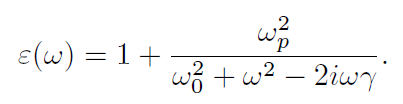 ε(ω) = 1 + ω_p^2 / (ω_0^2 + ω^2 − 2iωγ).